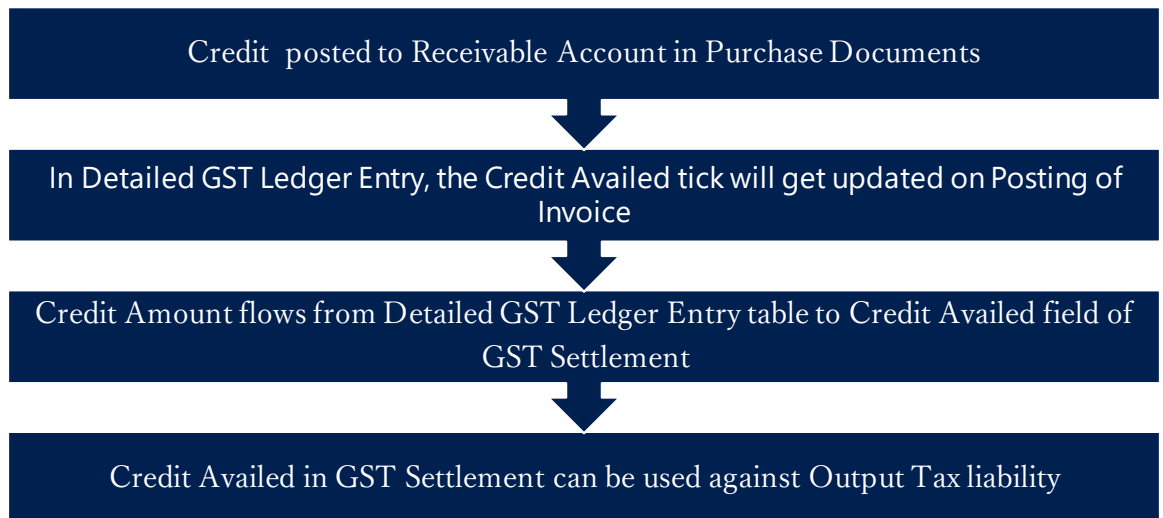 Credit  posted to Receivable Account in Purchase Documents
In Detailed GST Ledger Entry, the Credit Availed tick will get updated on Posting of
Invoice
Credit Amount flows from Detailed GST Ledger Entry table to Credit Availed field of
GST Settlement
Credit Availed in GST Settlement can be used against Output Tax liability